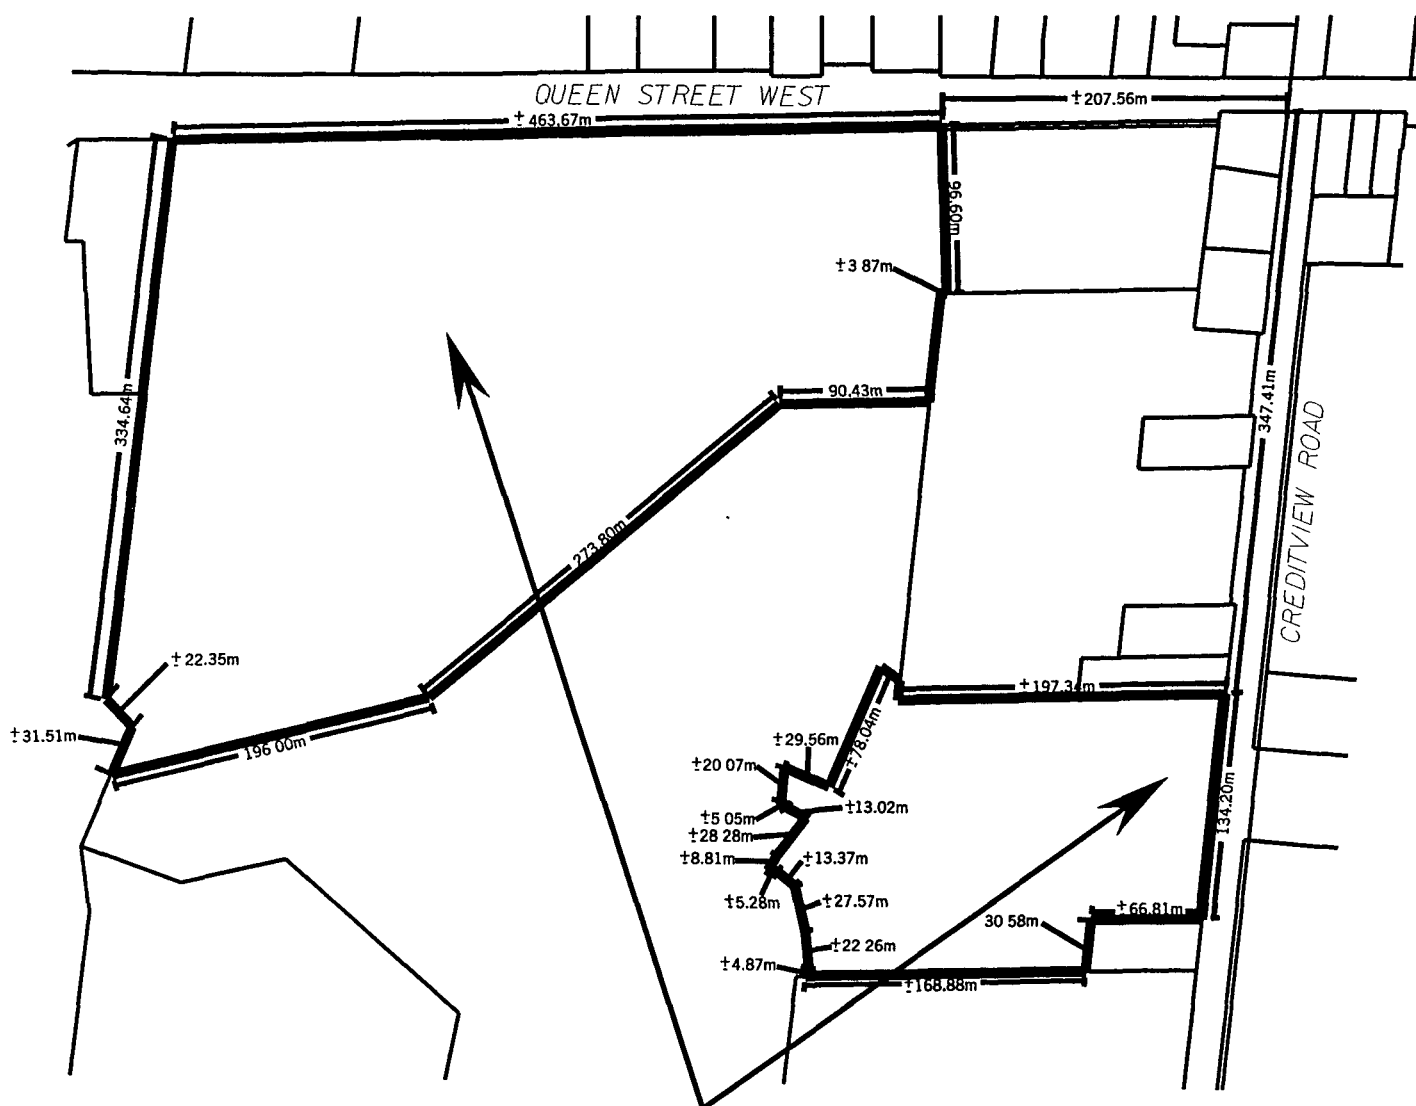 QUEEN STREET WEST
±207.56m
± 463.67m
96.60m
±3 87m
90.43m
334.64m
347.41m
CREDITVIEW ROAD
273.80m
± 22.35m
±197.34m
±31.51m
196 00m
±78.04m
±29.56m
±20 07m
±5 05m
±13.02m
±28 28m
±8.81m
±13.37m
134.20m
±5.28m
±27.57m
±66.81m
30 58m
±22 26m
±4.87m
±168.88m